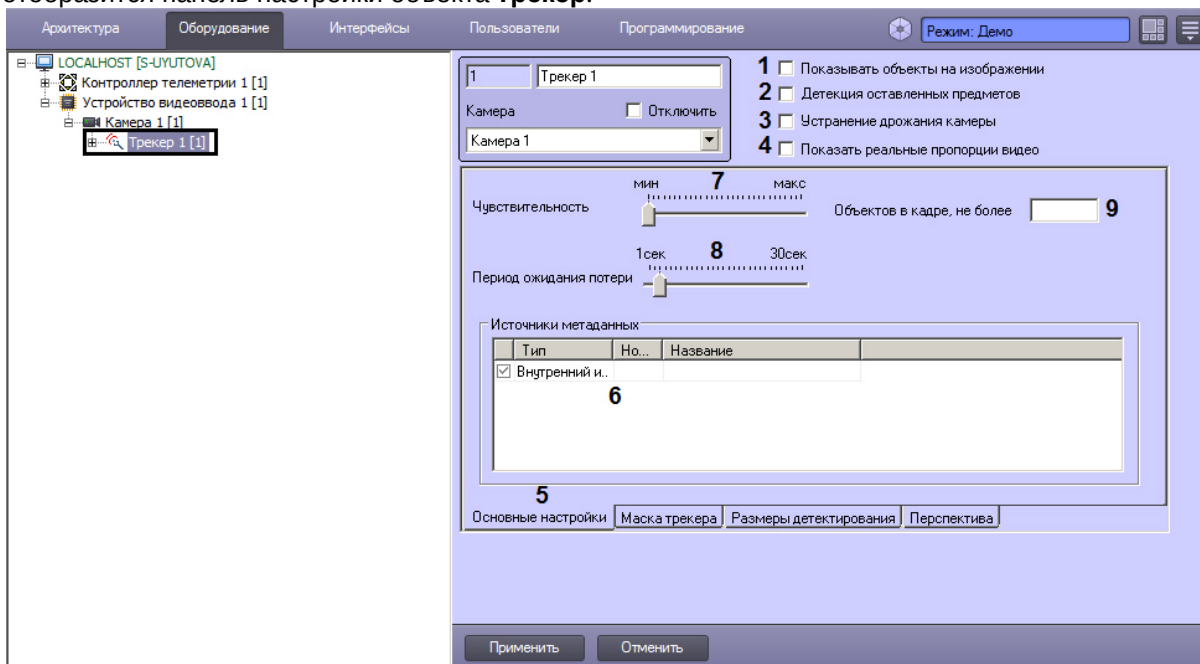 отобразится панель настройки объекта Трекер.
Архитектура Оборудование Интерфейсы Пользователи Программирование Режим: Демо
LOCALHOST [S-UYUTOVA]
Контроллер телеметрии 1 [1]
Устройство видеоввода 1 [1]
Камера 1 [1]
Трекер 1 [1]
1 Трекер 1
Камера Отключить
Камера 1
1 Показывать объекты на изображении
2 Детекция оставленных предметов
3 Устранение дрожания камеры
4 Показать реальные пропорции видео
мин 7 макс
Чувствительность
Объектов в кадре, не более 9
1сек 8 30сек
Период ожидания потери
Источники метаданных
Тип Но... Название
Внутренний и..
6
5
Основные настройки Маска трекера Размеры детектирования Перспектива
Применить Отменить